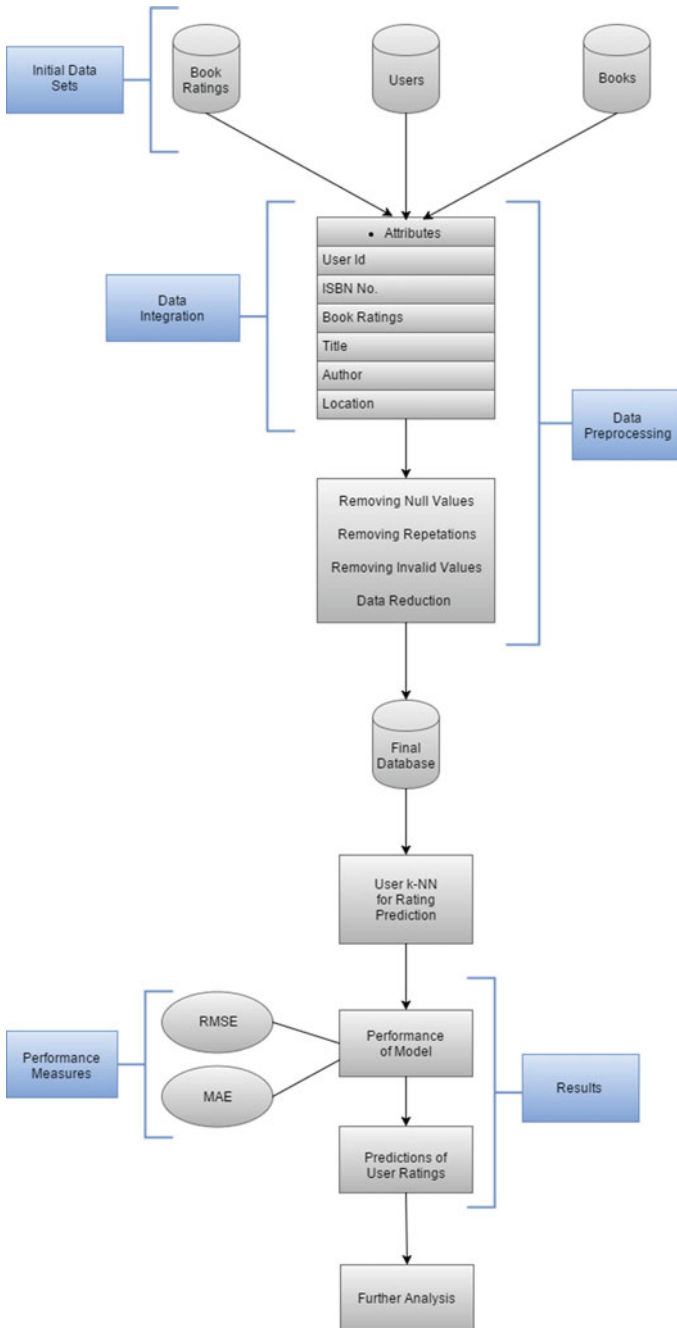 Initial Data
Sets
Book
Ratings
Users
Books
• Attributes
User Id
ISBN No.
Book Ratings
Title
Author
Location
Data
Integration
Data
Preprocessing
Removing Null Values
Removing Repetations
Removing Invalid Values
Data Reduction
Final
Database
User k-NN
for Rating
Prediction
Performance
Measures
RMSE
MAE
Performance
of Model
Results
Predictions of
User Ratings
Further Analysis